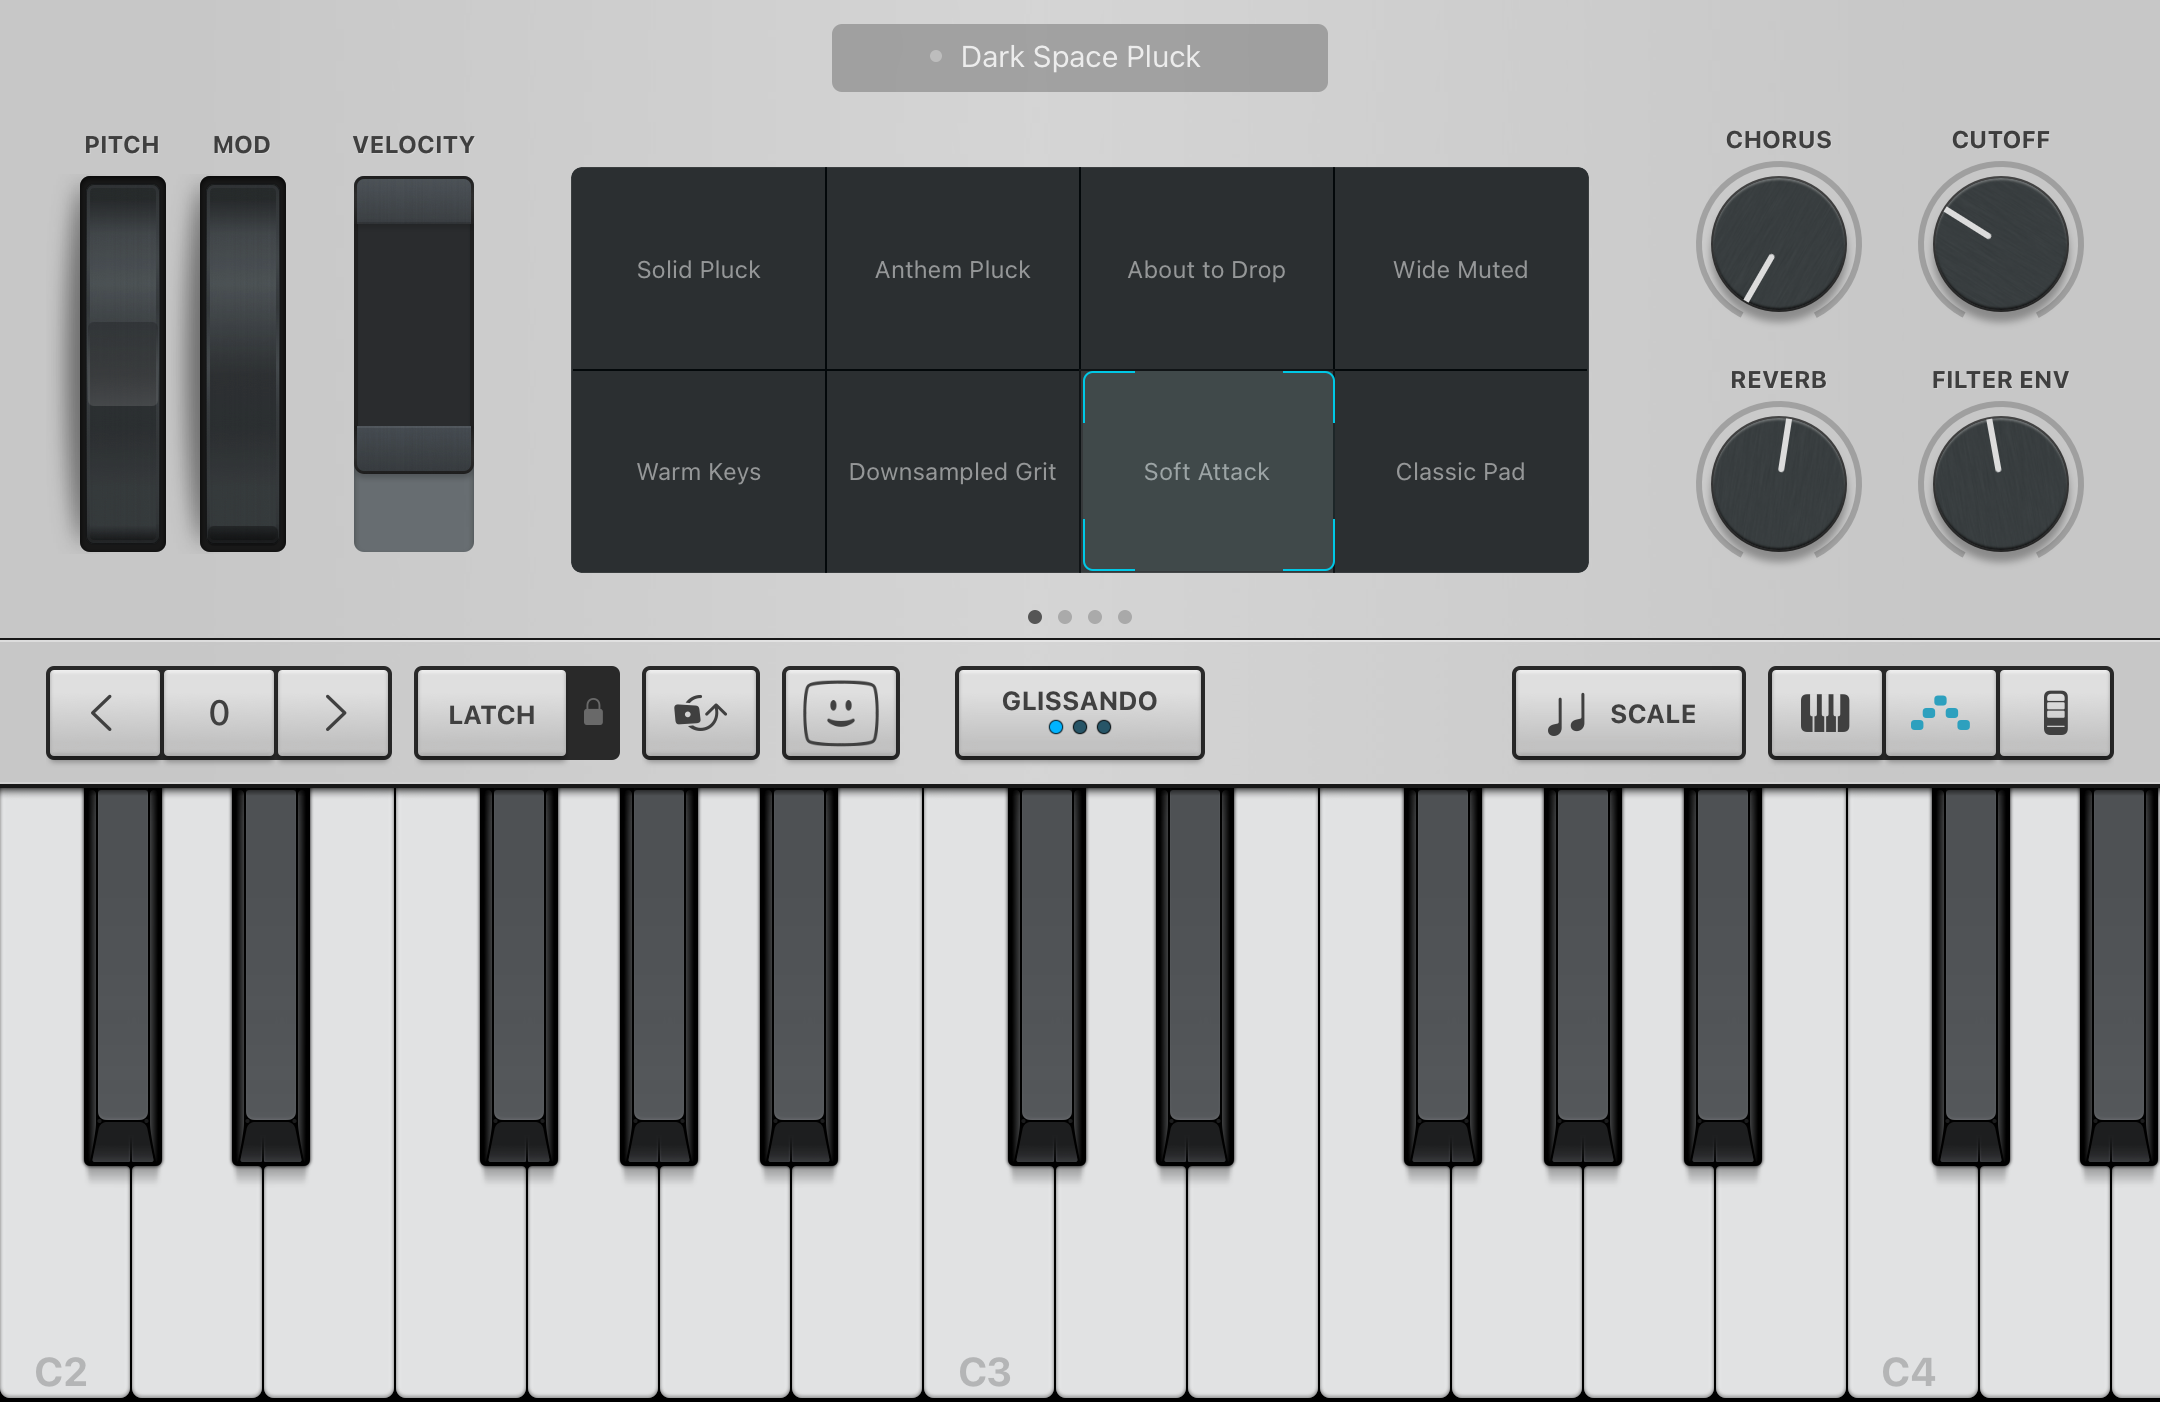 Dark Space Pluck
PITCH MOD VELOCITY
CHORUS CUTOFF
Solid Pluck Anthem Pluck About to Drop Wide Muted
REVERB FILTER ENV
Warm Keys Downsampled Grit Soft Attack Classic Pad
0 LATCH GLISSANDO SCALE
C2 C3 C4